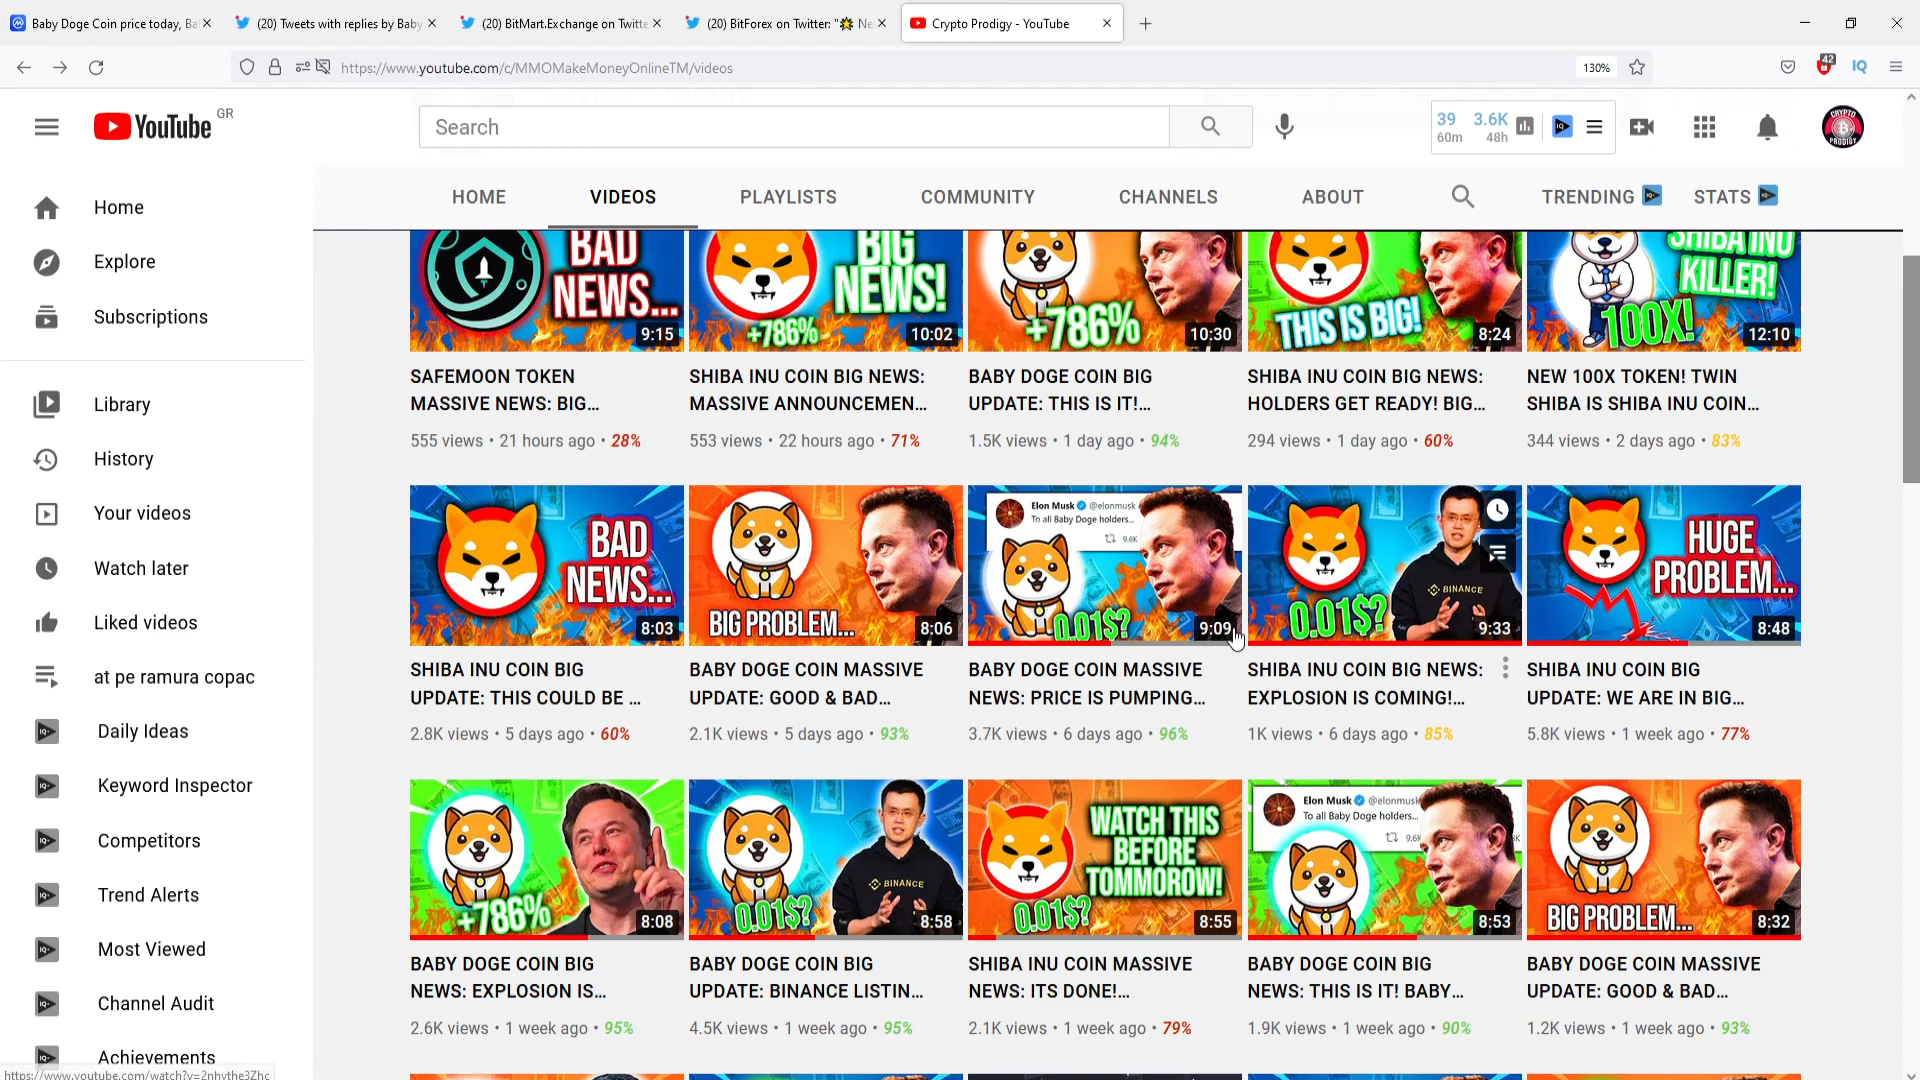 Baby Doge Coin price today, Ba
(20) Tweets with replies by Baby
(20) BitMart.Exchange on Twitte
(20) BitForex on Twitter: "🌟 Ne
Crypto Prodigy - YouTube
https://www.youtube.com/c/MMOMakeMoneyOnlineTM/videos
130%
42
IQ
YouTube GR
Search
39 3.6K
60m 48h
HOME VIDEOS PLAYLISTS COMMUNITY CHANNELS ABOUT TRENDING STATS
Home
Explore
Subscriptions
Library
History
Your videos
Watch later
Liked videos
at pe ramura copac
Daily Ideas
Keyword Inspector
Competitors
Trend Alerts
Most Viewed
Channel Audit
Achievements
https://www.youtube.com/watch?v=2nhvthe3Zhc
BAD
NEWS...
9:15
BIG
NEWS!
+786%
10:02
+786%
10:30
THIS IS BIG!
8:24
SHIBA INU
KILLER!
100X!
12:10
SAFEMOON TOKEN
MASSIVE NEWS: BIG...
555 views • 21 hours ago • 28%
SHIBA INU COIN BIG NEWS:
MASSIVE ANNOUNCEMEN...
553 views • 22 hours ago • 71%
BABY DOGE COIN BIG
UPDATE: THIS IS IT!...
1.5K views • 1 day ago • 94%
SHIBA INU COIN BIG NEWS:
HOLDERS GET READY! BIG...
294 views • 1 day ago • 60%
NEW 100X TOKEN! TWIN
SHIBA IS SHIBA INU COIN...
344 views • 2 days ago • 83%
BAD
NEWS...
8:03
BIG PROBLEM...
8:06
Elon Musk @elonmusk
To all Baby Doge holders...
9.6K
0.01$?
9:09
BINANCE
0.01$?
9:33
HUGE
PROBLEM...
8:48
SHIBA INU COIN BIG
UPDATE: THIS COULD BE ...
2.8K views • 5 days ago • 60%
BABY DOGE COIN MASSIVE
UPDATE: GOOD & BAD...
2.1K views • 5 days ago • 93%
BABY DOGE COIN MASSIVE
NEWS: PRICE IS PUMPING...
3.7K views • 6 days ago • 96%
SHIBA INU COIN BIG NEWS:
EXPLOSION IS COMING!...
1K views • 6 days ago • 85%
SHIBA INU COIN BIG
UPDATE: WE ARE IN BIG...
5.8K views • 1 week ago • 77%
+786%
8:08
BINANCE
0.01$?
8:58
WATCH THIS
BEFORE
TOMMOROW!
0.01$?
8:55
Elon Musk @elonmusk
To all Baby Doge holders...
9.6K
8:53
BIG PROBLEM...
8:32
BABY DOGE COIN BIG
NEWS: EXPLOSION IS...
2.6K views • 1 week ago • 95%
BABY DOGE COIN BIG
UPDATE: BINANCE LISTIN...
4.5K views • 1 week ago • 95%
SHIBA INU COIN MASSIVE
NEWS: ITS DONE!...
2.1K views • 1 week ago • 79%
BABY DOGE COIN BIG
NEWS: THIS IS IT! BABY...
1.9K views • 1 week ago • 90%
BABY DOGE COIN MASSIVE
UPDATE: GOOD & BAD...
1.2K views • 1 week ago • 93%